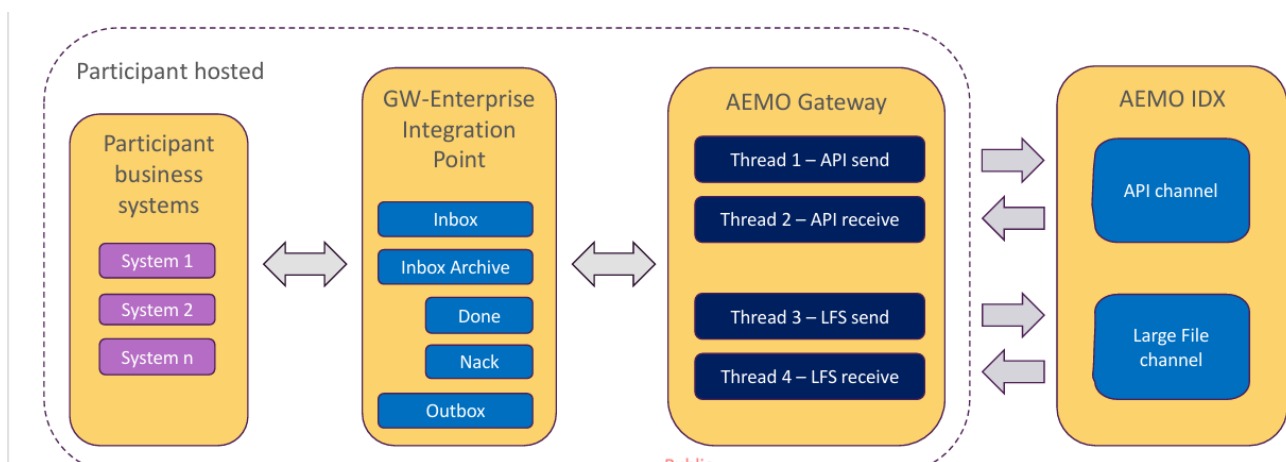 Participant hosted
Participant
business
systems
System 1
System 2
System n
GW-Enterprise
Integration
Point
Inbox
Inbox Archive
Done
Nack
Outbox
AEMO Gateway
Thread 1 – API send
Thread 2 – API receive
Thread 3 – LFS send
Thread 4 – LFS receive
AEMO IDX
API channel
Large File
channel